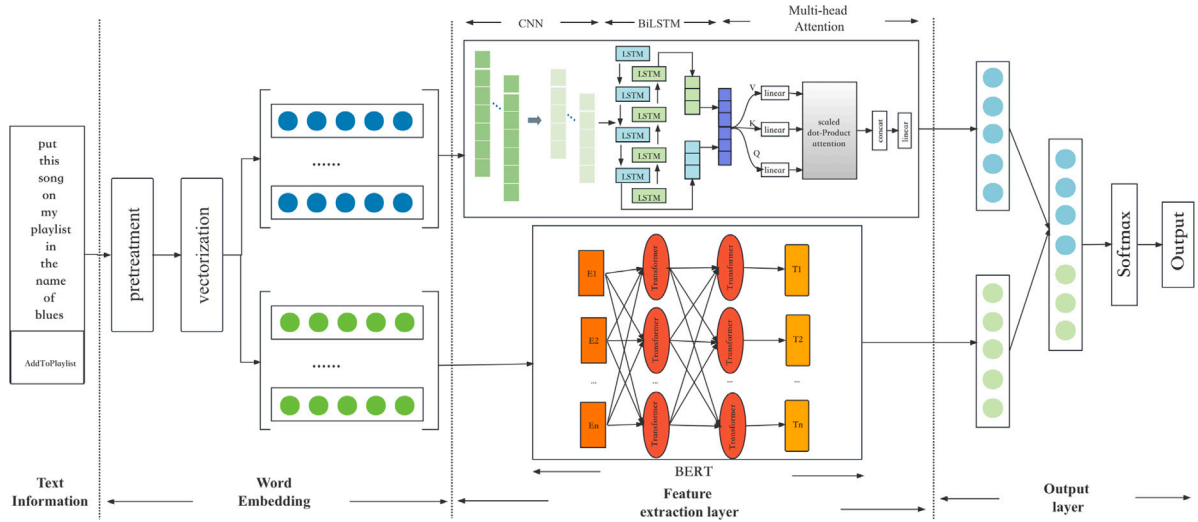 CNN
BiLSTM
Multi-head
Attention
put
this
song
on
my
playlist
in
the
name
of
blues
AddToPlaylist
pretreatment
vectorization
......
......
LSTM
LSTM
LSTM
LSTM
LSTM
LSTM
LSTM
LSTM
V
K
Q
linear
linear
linear
scaled
dot-Product
attention
concat
linear
E1
E2
...
En
Transformer
Transformer
...
Transformer
Transformer
Transformer
...
Transformer
T1
T2
...
Tn
BERT
Softmax
Output
Text
Information
Word
Embedding
Feature
extraction layer
Output
layer